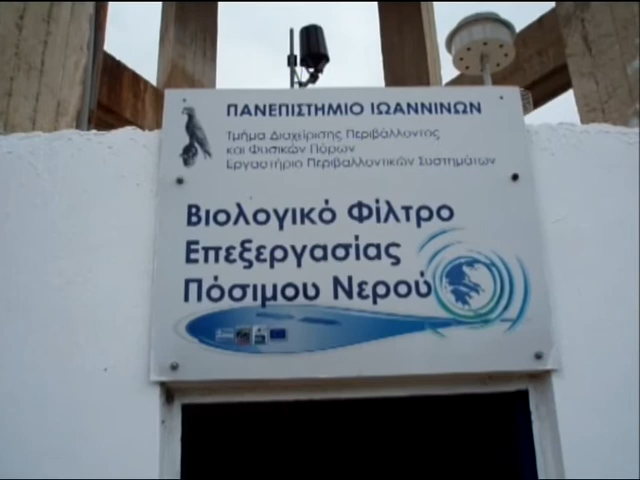 ΠΑΝΕΠΙΣΤΗΜΙΟ ΙΩΑΝΝΙΝΩΝ
Τμήμα Διαχείρισης Περιβάλλοντος
και Φυσικών Πόρων
Εργαστήριο Περιβαλλοντικών Συστημάτων
Βιολογικό Φίλτρο
Επεξεργασίας
Πόσιμου Νερού